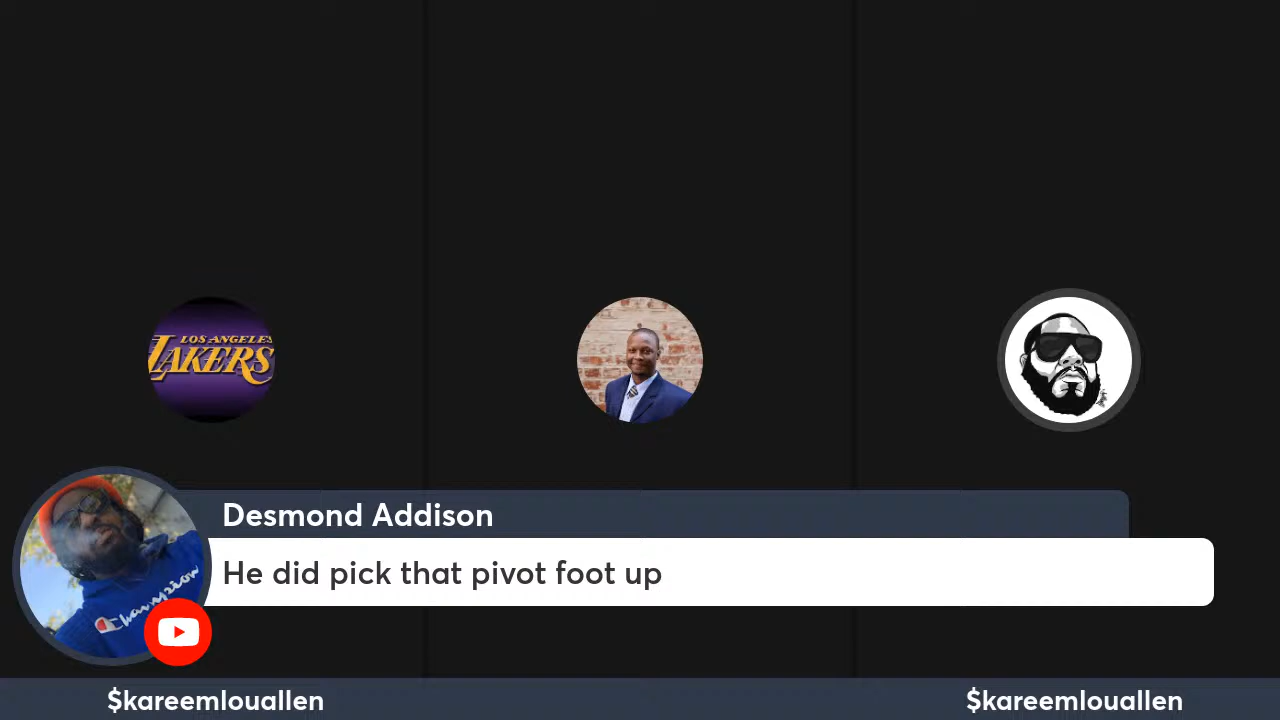 LOS ANGELES
LAKERS
Desmond Addison
He did pick that pivot foot up
Champion
$kareemlouallen
$kareemlouallen